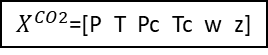 X^{CO2}=[P T Pc Tc w z]